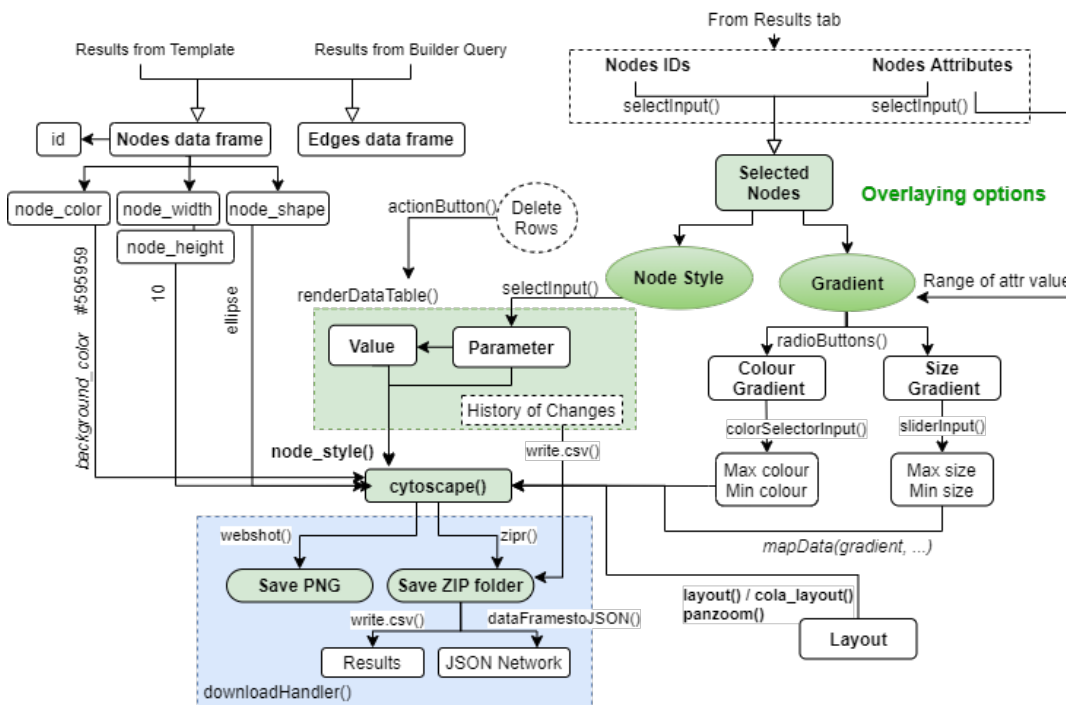 From Results tab
Results from Template
Results from Builder Query
Nodes IDs
Nodes Attributes
selectInput()
selectInput()
id
Nodes data frame
Edges data frame
Selected
Nodes
Overlaying options
node_color
node_width
node_shape
node_height
actionButton()
Delete
Rows
Node Style
Gradient
Range of attr value
background_color #595959
10
ellipse
renderDataTable()
selectInput()
Value
Parameter
radioButtons()
Colour
Gradient
Size
Gradient
History of Changes
colorSelectorInput()
sliderInput()
node_style()
write.csv()
Max colour
Min colour
Max size
Min size
cytoscape()
webshot()
zipr()
mapData(gradient, ...)
Save PNG
Save ZIP folder
layout() / cola_layout()
panzoom()
write.csv()
dataFramestoJSON()
Layout
Results
JSON Network
downloadHandler()